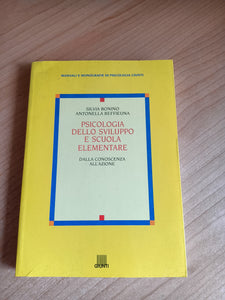 MANUALI E MONOGRAFIE DI PSICOLOGIA GIUNTI
SILVIA BONINO
ANTONELLA REFFIEUNA
PSICOLOGIA
DELLO SVILUPPO
E SCUOLA
ELEMENTARE
DALLA CONOSCENZA
ALL'AZIONE
GIUNTI